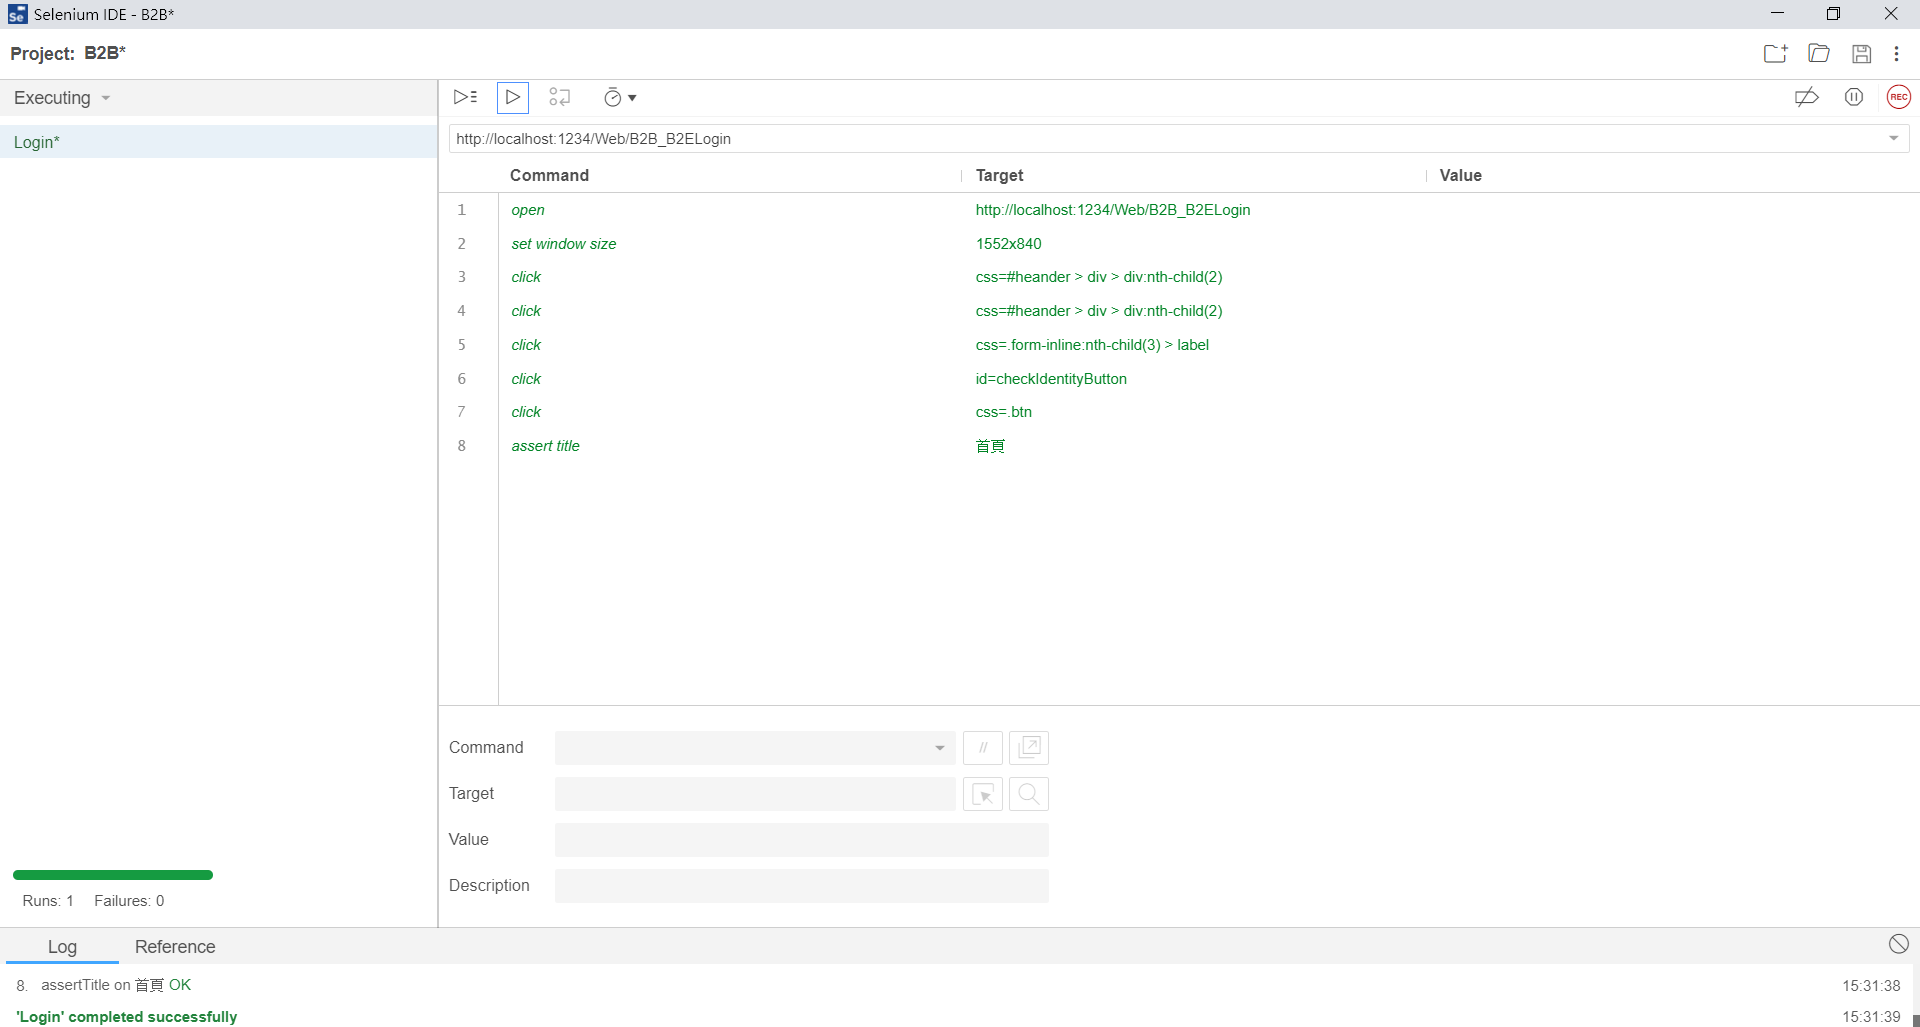 Se Selenium IDE - B2B*
Project: B2B*
Executing
Login*
REC
http://localhost:1234/Web/B2B_B2ELogin
Command Target Value
1 open http://localhost:1234/Web/B2B_B2ELogin
2 set window size 1552x840
3 click css=#heander > div > div:nth-child(2)
4 click css=#heander > div > div:nth-child(2)
5 click css=.form-inline:nth-child(3) > label
6 click id=checkIdentityButton
7 click css=.btn
8 assert title 首頁
Command //
Target
Value
Description
Runs: 1 Failures: 0
Log Reference
8. assertTitle on 首頁 OK 15:31:38
'Login' completed successfully 15:31:39